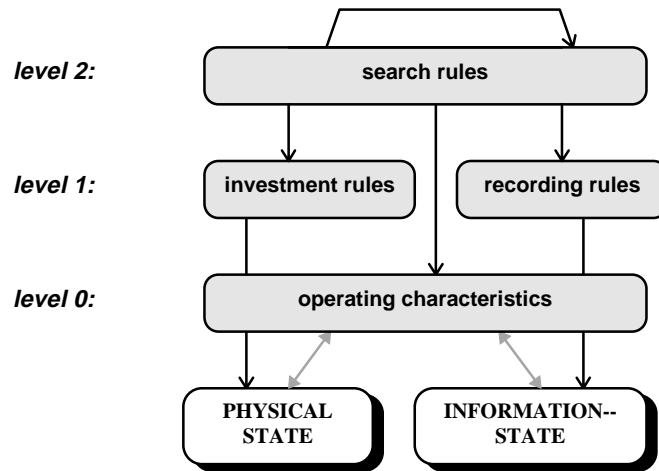 level 2:
search rules
level 1:
investment rules
recording rules
level 0:
operating characteristics
PHYSICAL
STATE
INFORMATION--
STATE